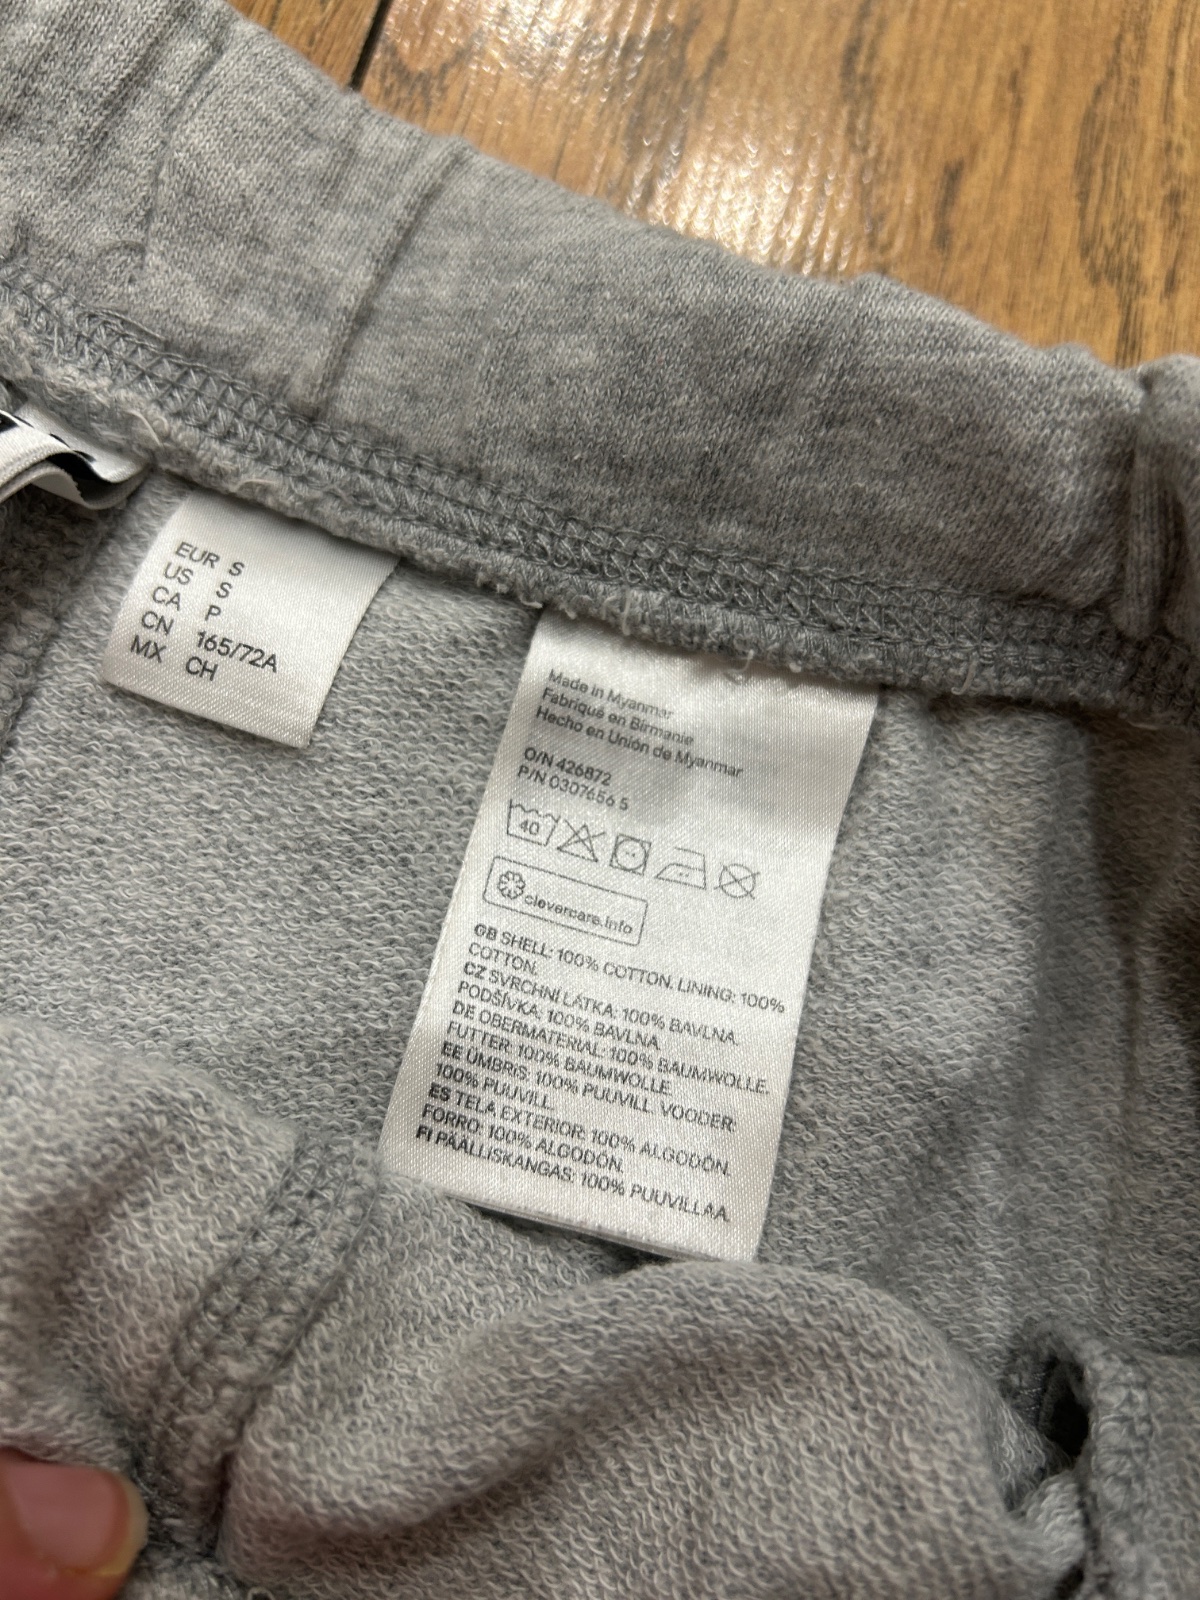 EUR S
US S
CA P
CN 165/72A
MX CH
Made in Myanmar
Fabriqué en Birmanie
Hecho en Unión de Myanmar
O/N 426872
P/N 0307656 5
40
clevercare.info
GB SHELL: 100% COTTON. LINING: 100%
COTTON.
CZ SVRCHNI LÁTKA: 100% BAVLNA.
PODŠÍVKA: 100% BAVLNA.
DE OBERMATERIAL: 100% BAUMWOLLE.
FUTTER: 100% BAUMWOLLE.
EE ÜMBRIS: 100% PUUVILL. VOODER:
100% PUUVILL.
ES TELA EXTERIOR: 100% ALGODÓN.
FORRO: 100% ALGODÓN.
FI PÄÄLLISKANGAS: 100% PUUVILLAA.